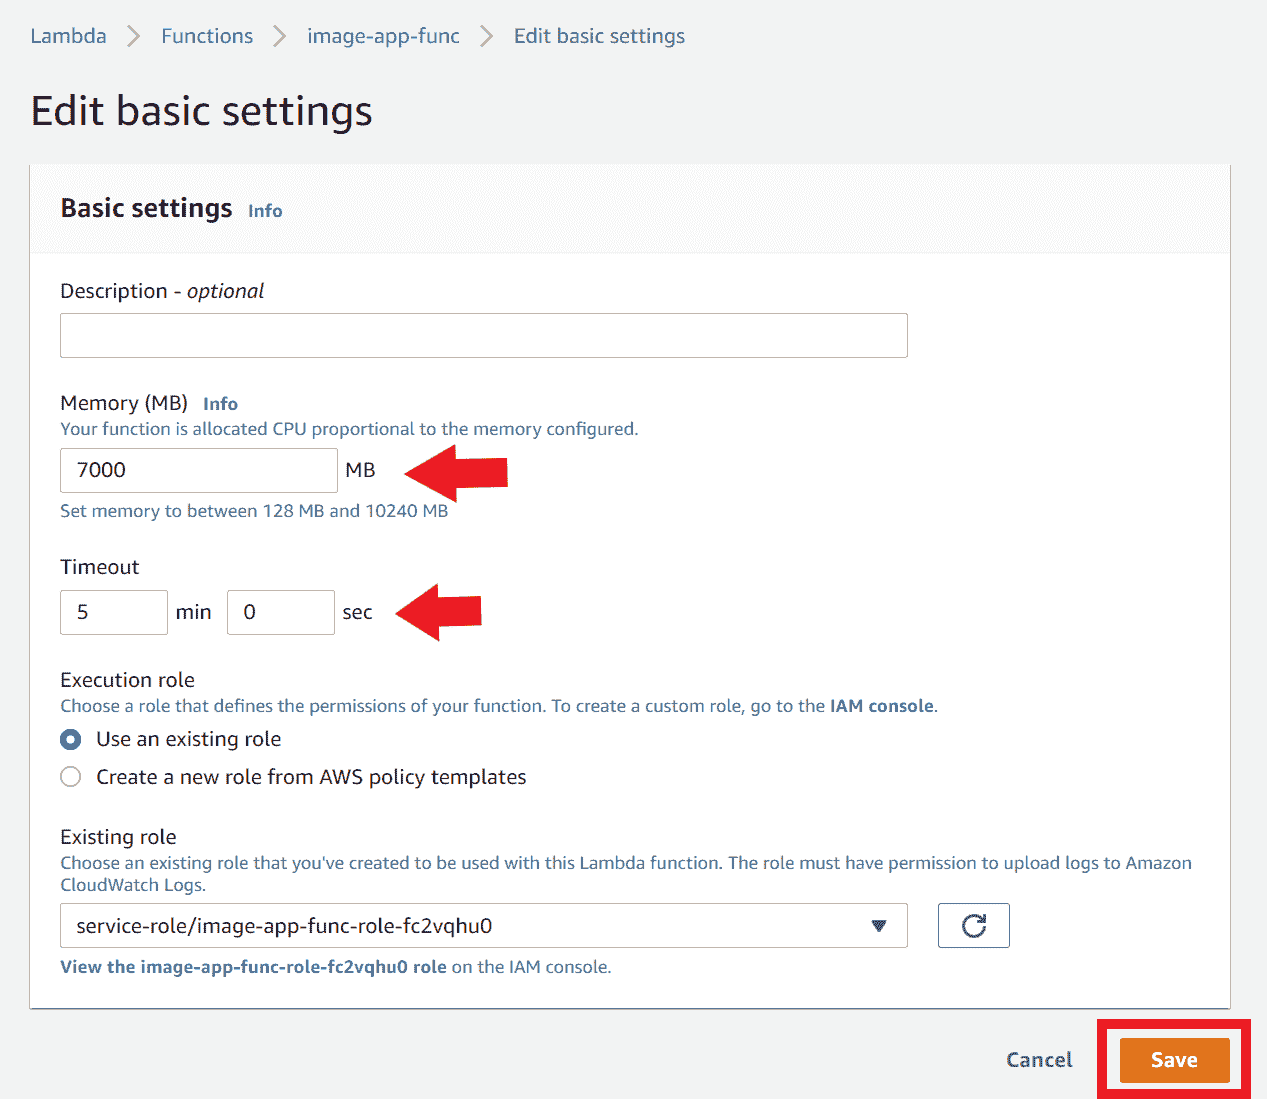 Lambda > Functions > image-app-func > Edit basic settings
Edit basic settings
Basic settings Info
Description - optional
Memory (MB) Info
Your function is allocated CPU proportional to the memory configured.
7000 MB
Set memory to between 128 MB and 10240 MB
Timeout
5 min 0 sec
Execution role
Choose a role that defines the permissions of your function. To create a custom role, go to the IAM console.
Use an existing role
Create a new role from AWS policy templates
Existing role
Choose an existing role that you've created to be used with this Lambda function. The role must have permission to upload logs to Amazon
CloudWatch Logs.
service-role/image-app-func-role-fc2vqhu0
View the image-app-func-role-fc2vqhu0 role on the IAM console.
Cancel Save